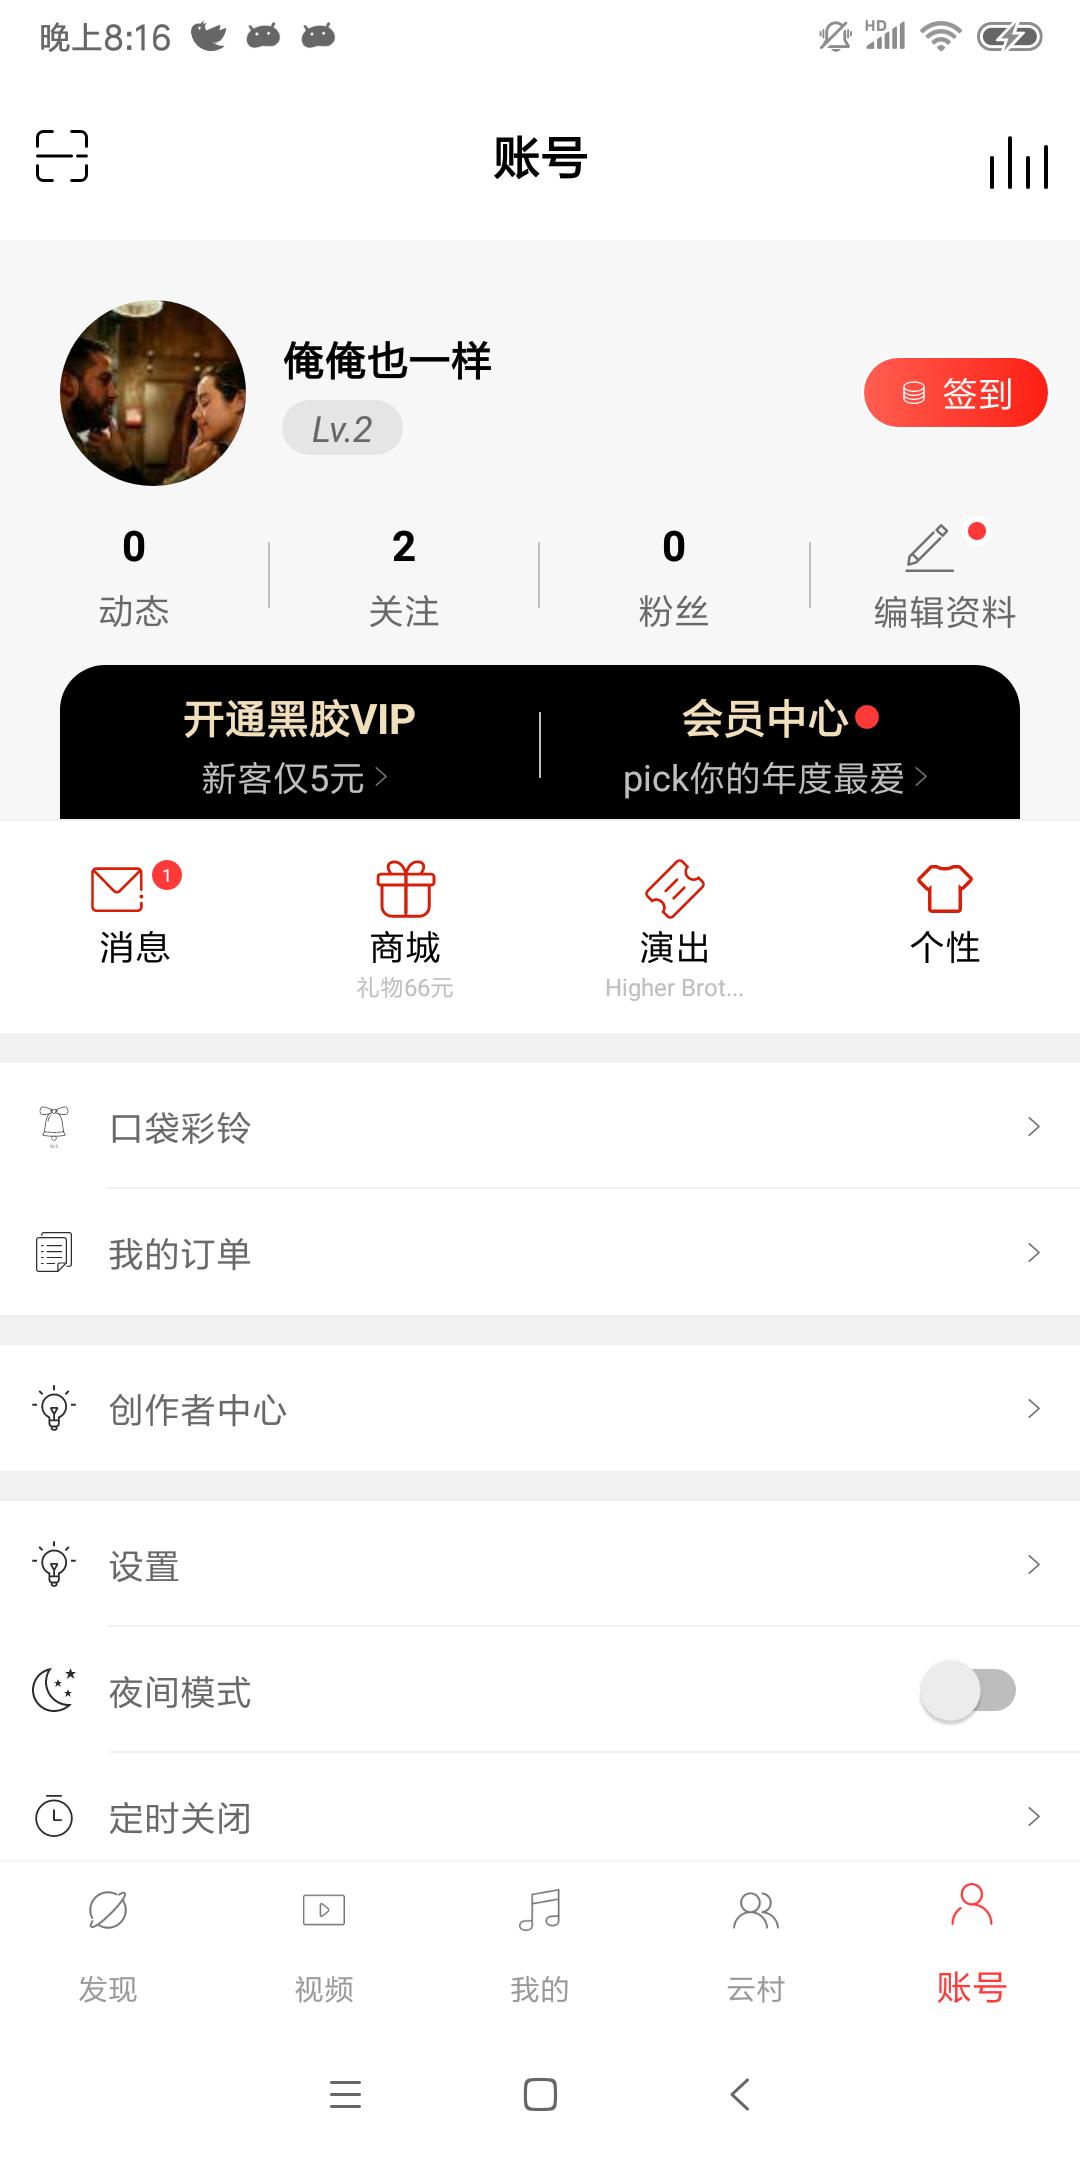 晚上8:16
HD
账号
俺俺也一样
Lv.2
签到
0
2
0
动态
关注
粉丝
编辑资料
开通黑胶VIP
会员中心
新客仅5元
pick你的年度最爱
1
消息
商城
演出
个性
礼物66元
Higher Brot...
口袋彩铃
我的订单
创作者中心
设置
夜间模式
定时关闭
发现
视频
我的
云村
账号